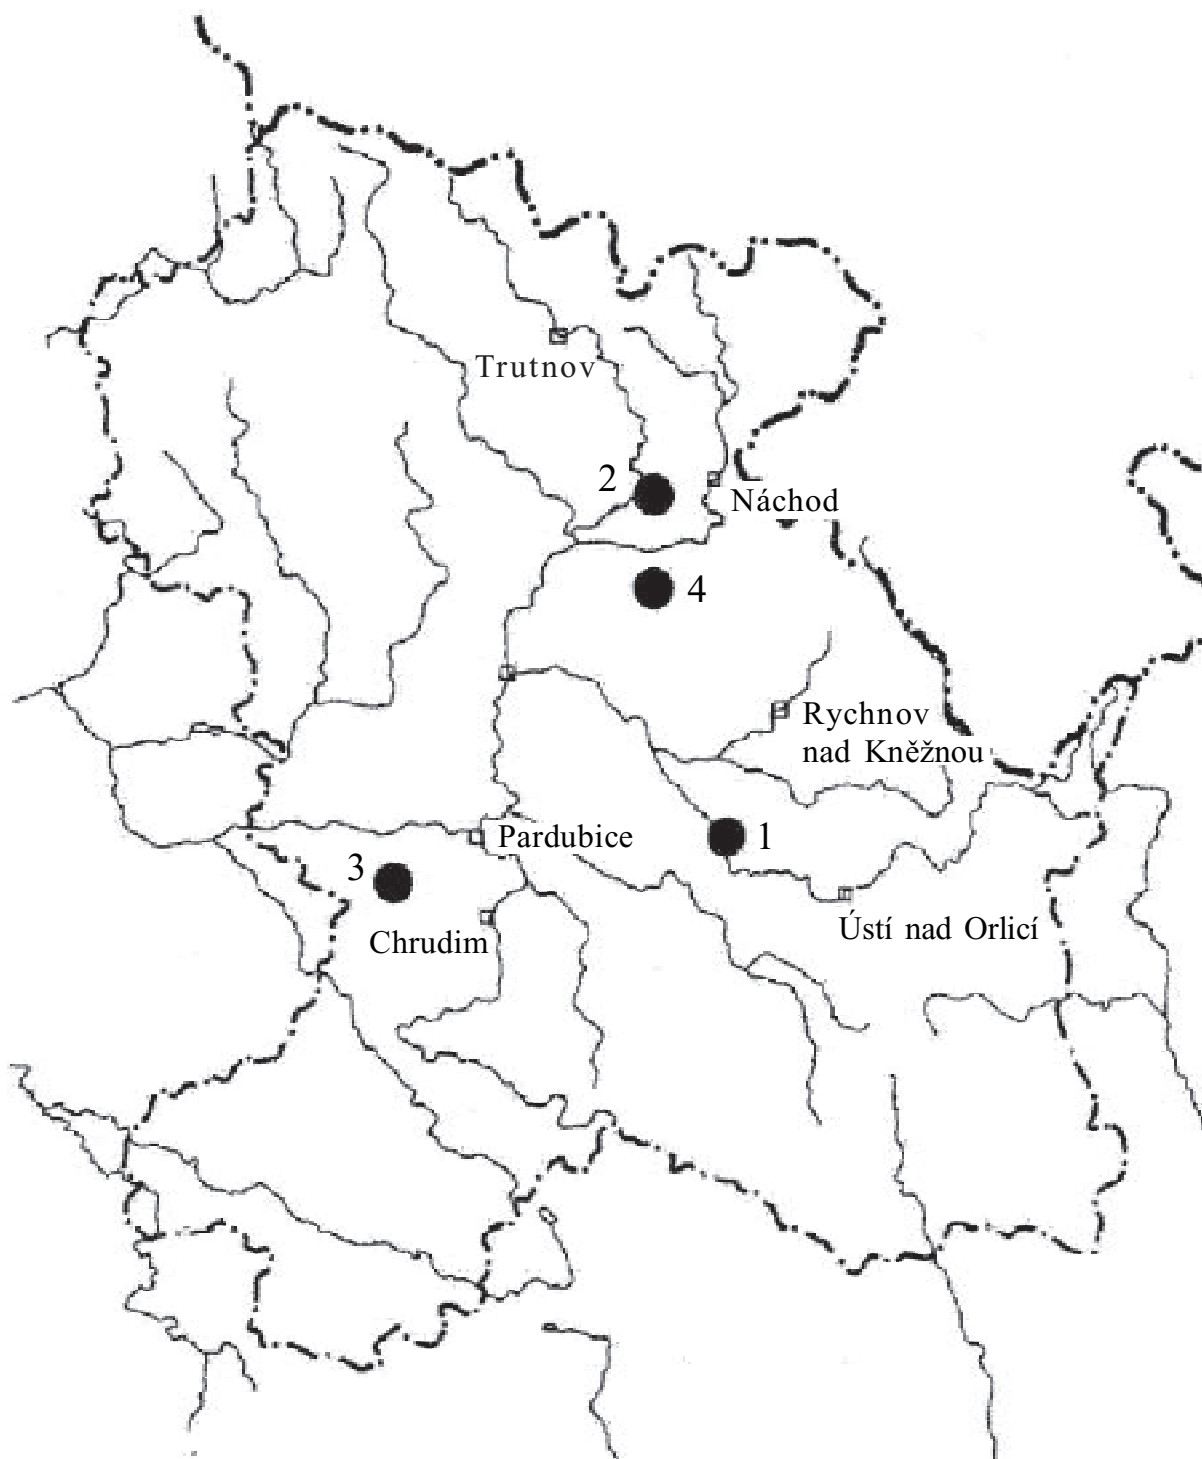 Trutnov
2
Náchod
4
Rychnov
nad Kněžnou
Pardubice
1
3
Chrudim
Ústí nad Orlicí